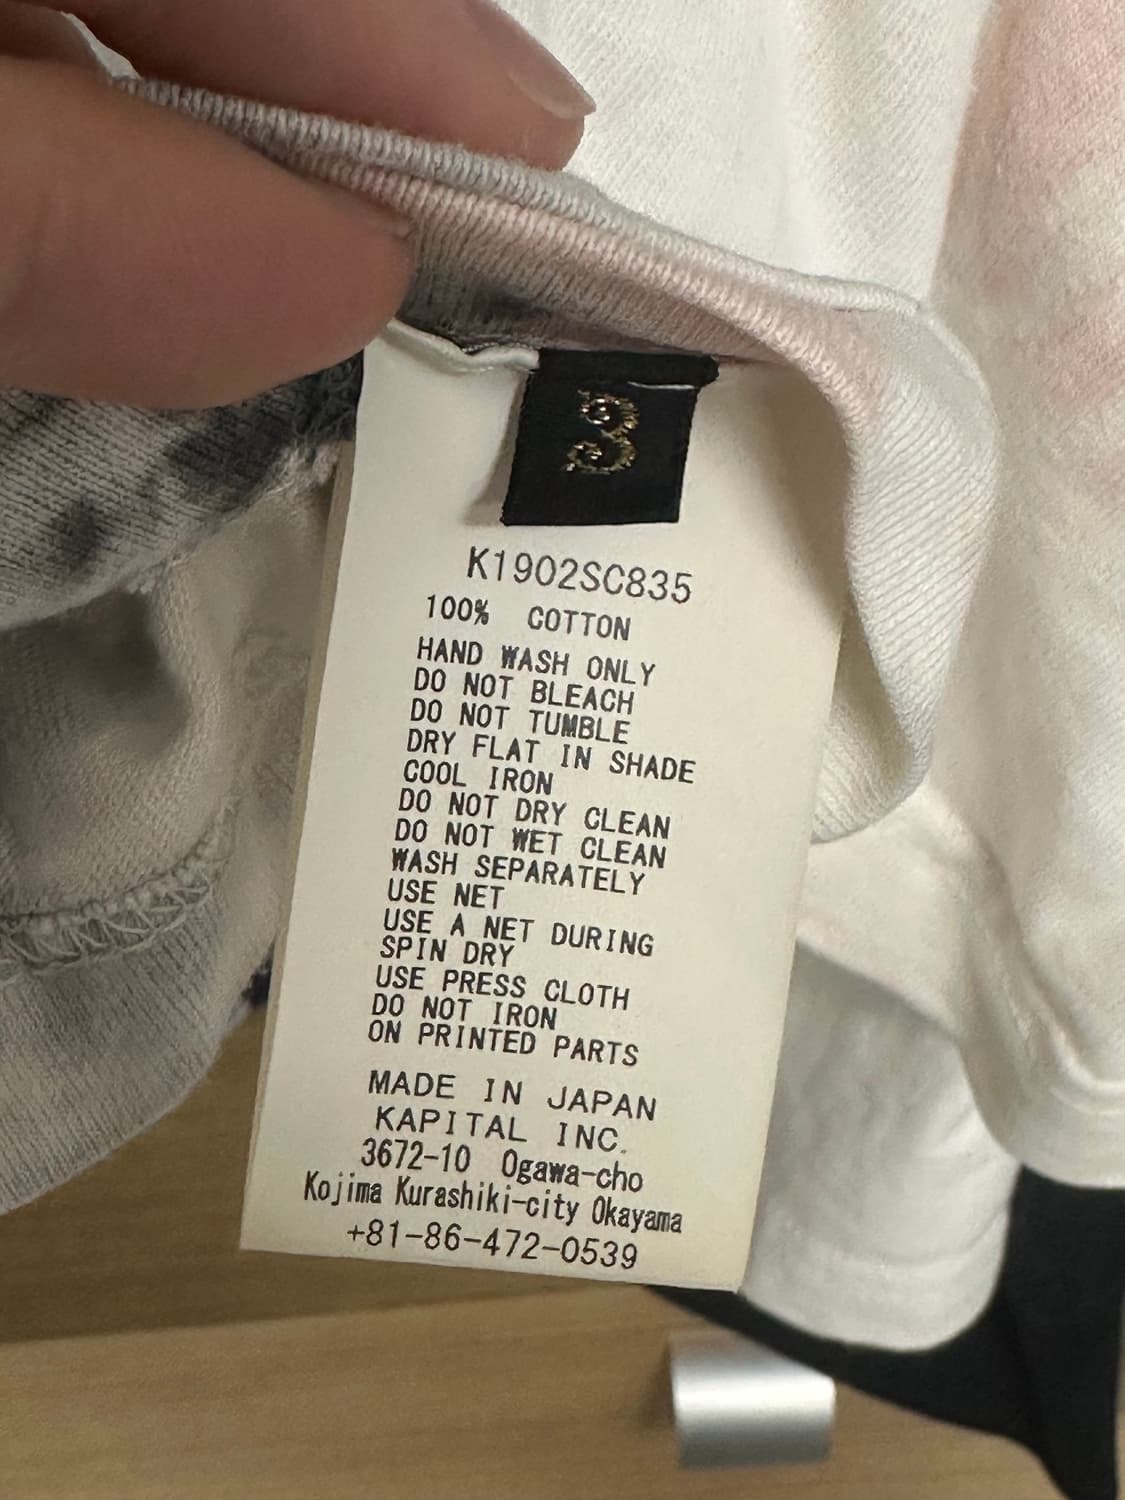 3
K1902SC835
100% COTTON
HAND WASH ONLY
DO NOT BLEACH
DO NOT TUMBLE
DRY FLAT IN SHADE
COOL IRON
DO NOT DRY CLEAN
DO NOT WET CLEAN
WASH SEPARATELY
USE NET
USE A NET DURING
SPIN DRY
USE PRESS CLOTH
DO NOT IRON
ON PRINTED PARTS
MADE IN JAPAN
KAPITAL INC.
3672-10 Ogawa-cho
Kojima Kurashiki-city Okayama
+81-86-472-0539